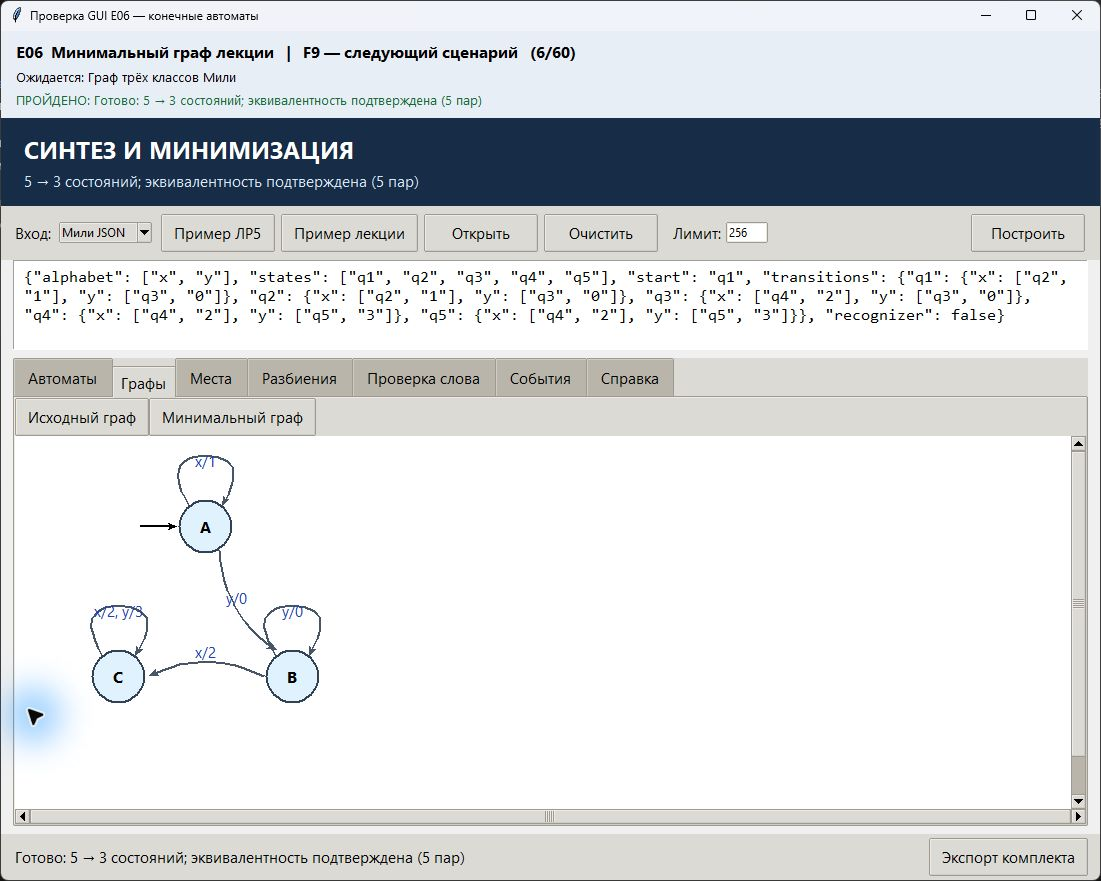 Проверка GUI E06 — конечные автоматы
E06 Минимальный граф лекции | F9 — следующий сценарий (6/60)
Ожидается: Граф трёх классов Мили
ПРОЙДЕНО: Готово: 5 → 3 состояний; эквивалентность подтверждена (5 пар)
СИНТЕЗ И МИНИМИЗАЦИЯ
5 → 3 состояний; эквивалентность подтверждена (5 пар)
Вход: Мили JSON Пример ЛР5 Пример лекции Открыть Очистить Лимит: 256 Построить
{"alphabet": ["x", "y"], "states": ["q1", "q2", "q3", "q4", "q5"], "start": "q1", "transitions": {"q1": {"x": ["q2",
"1"], "y": ["q3", "0"]}, "q2": {"x": ["q2", "1"], "y": ["q3", "0"]}, "q3": {"x": ["q4", "2"], "y": ["q3", "0"]},
"q4": {"x": ["q4", "2"], "y": ["q5", "3"]}, "q5": {"x": ["q4", "2"], "y": ["q5", "3"]}}, "recognizer": false}
Автоматы Графы Места Разбиения Проверка слова События Справка
Исходный граф Минимальный граф
x/1
A
y/0
x/2, y/3 y/0
x/2
C B
Готово: 5 → 3 состояний; эквивалентность подтверждена (5 пар) Экспорт комплекта